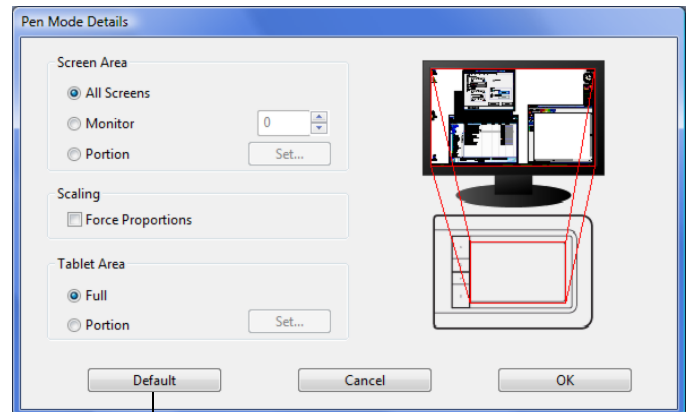 Pen Mode Details
Screen Area
All Screens
Monitor
0
Portion
Set...
Scaling
Force Proportions
Tablet Area
Full
Portion
Set...
Default
Cancel
OK